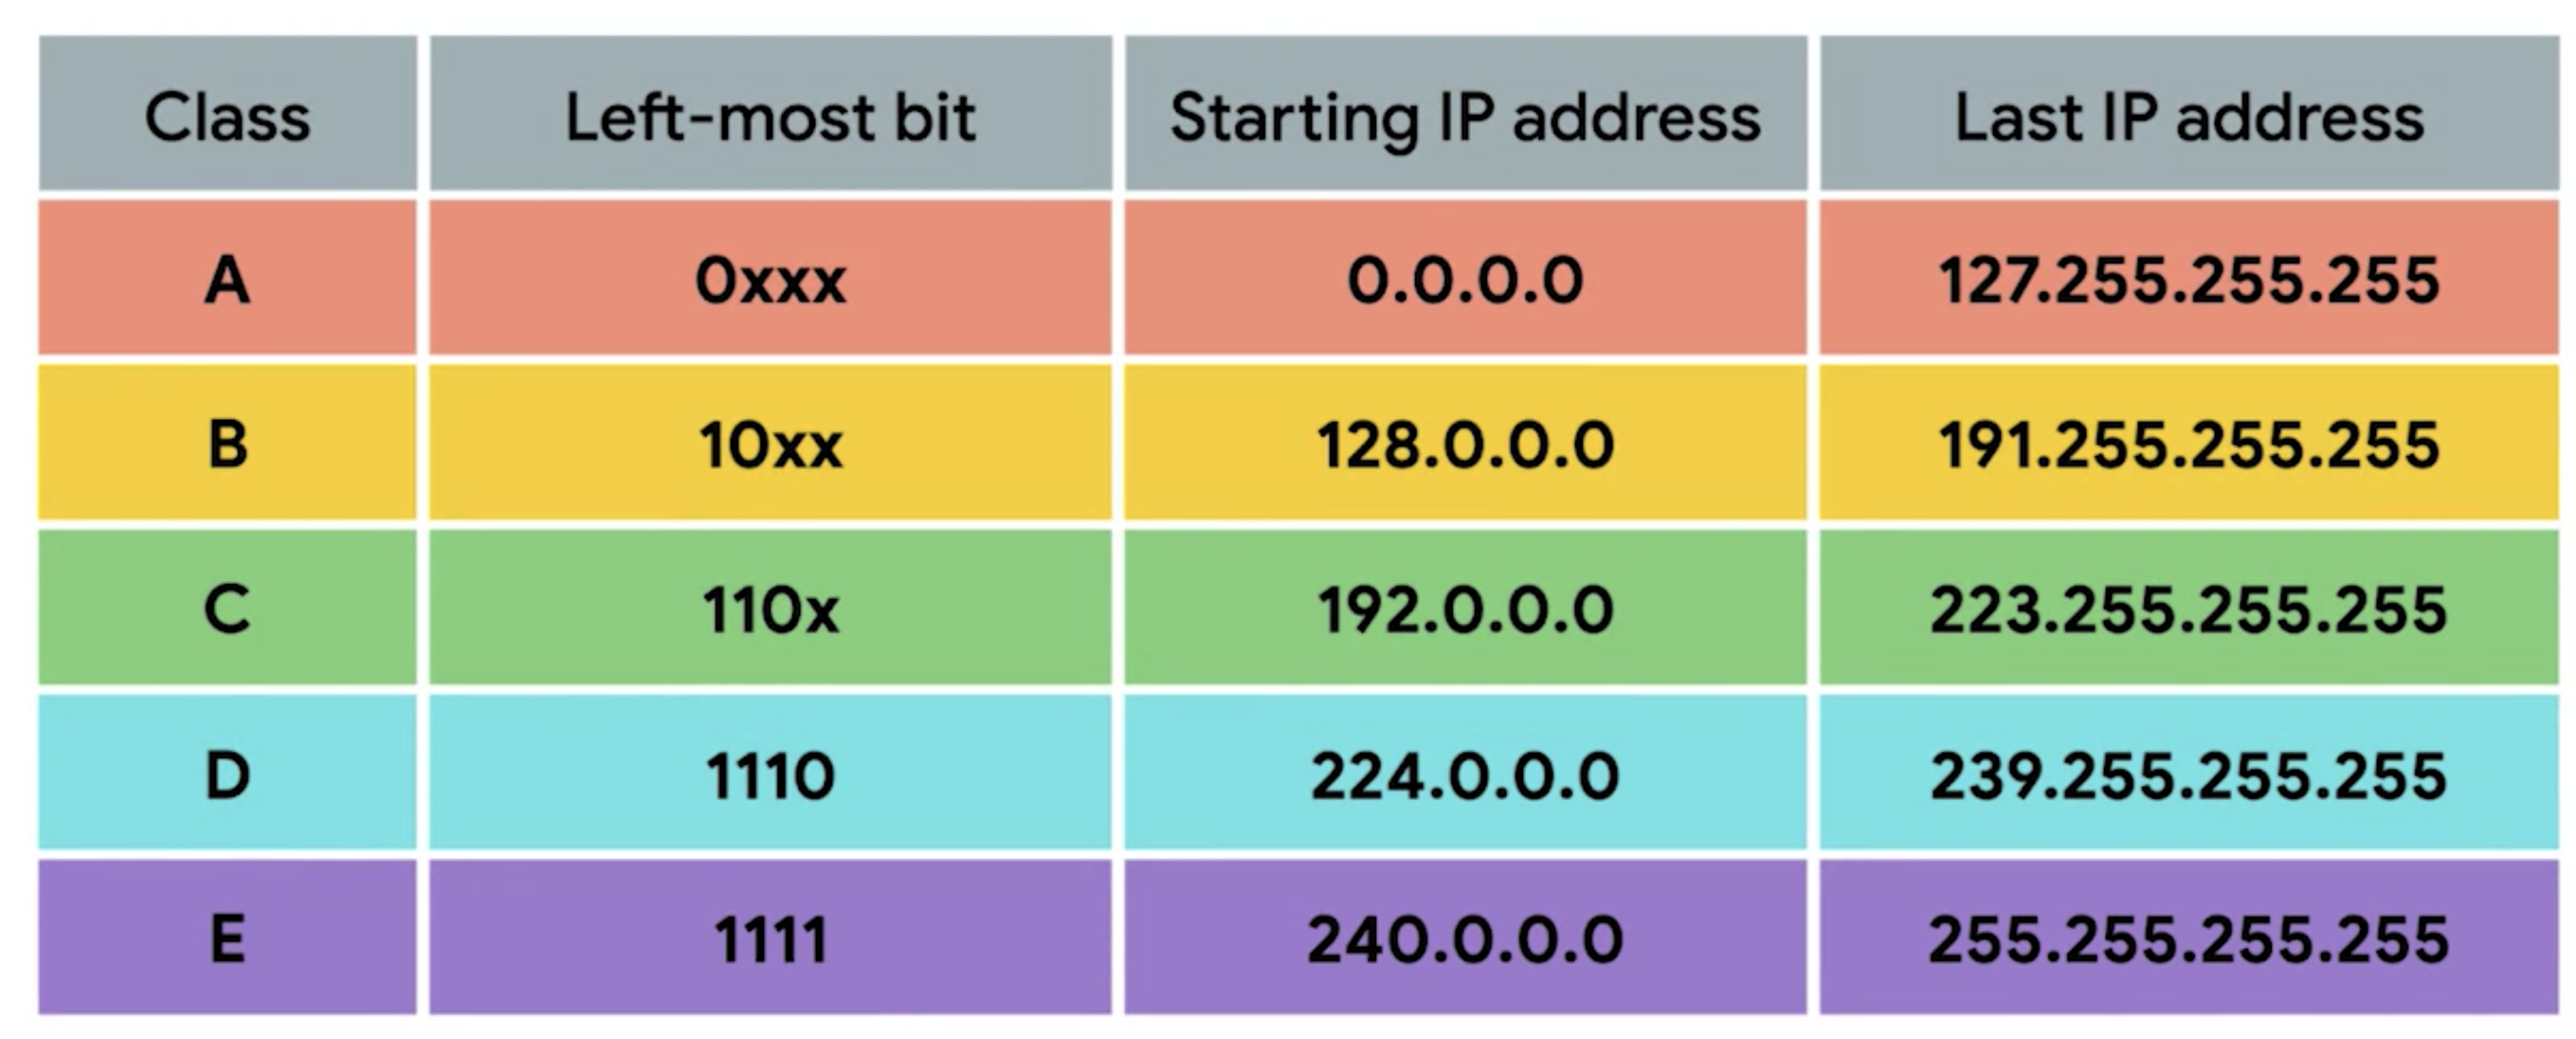 Class Left-most bit Starting IP address Last IP address
A 0xxx 0.0.0.0 127.255.255.255
B 10xx 128.0.0.0 191.255.255.255
C 110x 192.0.0.0 223.255.255.255
D 1110 224.0.0.0 239.255.255.255
E 1111 240.0.0.0 255.255.255.255